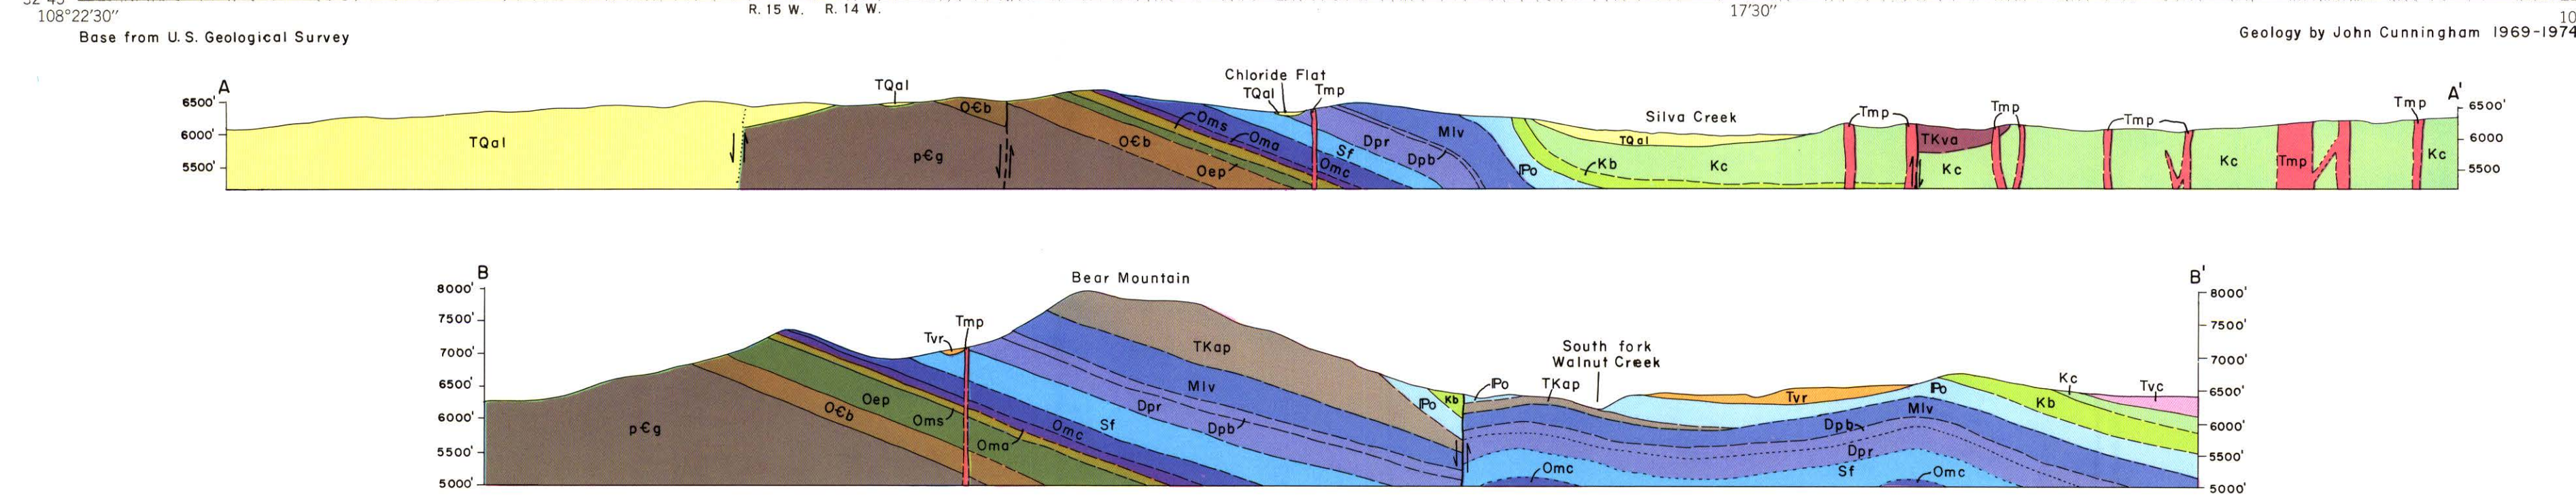 108°22'30"
R. 15 W. R. 14 W.
17'30"
10
Base from U.S. Geological Survey
Geology by John Cunningham 1969-1974
A
A'
6500'
6000'
5500'
6500'
6000
5500
TQal
TQal
O€b
p€g
O€b
Oep
Oms
Oma
Omc
Chloride Flat
TQal
Tmp
Sf
Dpr
Dpb
Mlv
ℙo
Silva Creek
TQal
Kb
Kc
Tmp
TKva
Kc
Tmp
Tmp
Kc
Tmp
Tmp
Kc
B
B'
8000'
7500'
7000'
6500'
6000'
5500'
5000'
8000'
7500'
7000'
6500'
6000'
5500'
5000'
Bear Mountain
Tmp
Tvr
TKap
Mlv
Dpr
Dpb
Sf
Omc
Oep
Oms
Oma
O€b
p€g
ℙo
Kb
ℙo
TKap
South fork
Walnut Creek
Omc
Tvr
ℙo
Mlv
Dpb
Dpr
Sf
Omc
Kb
Kc
Tvc